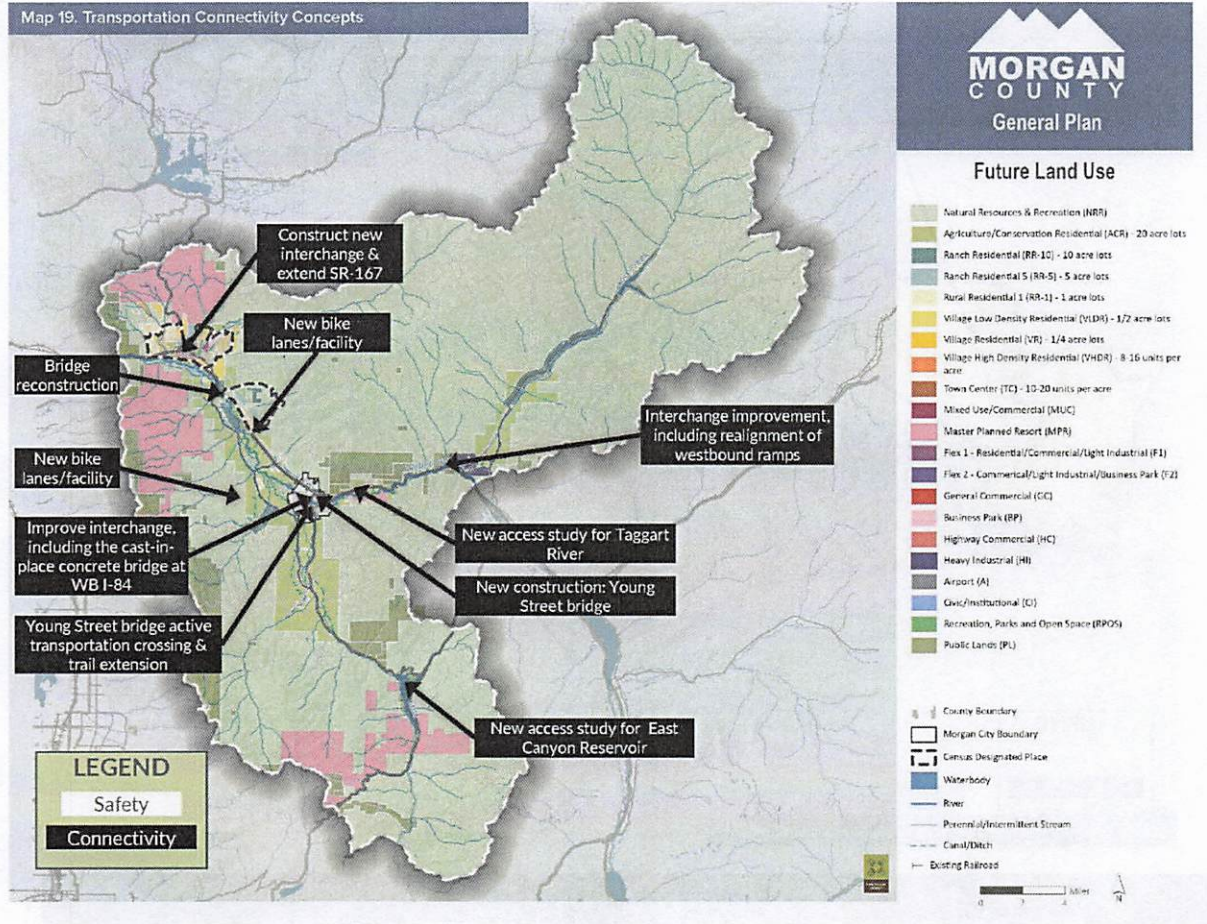 Map 19. Transportation Connectivity Concepts
Construct new
interchange &
extend SR-167
New bike
lanes/facility
Bridge
reconstruction
Interchange improvement,
including realignment of
westbound ramps
New bike
lanes/facility
Improve interchange,
including the cast-in-
place concrete bridge at
WB I-84
New access study for Taggart
River
New construction: Young
Street bridge
Young Street bridge active
transportation crossing &
trail extension
New access study for East
Canyon Reservoir
LEGEND
Safety
Connectivity
MORGAN
COUNTY
General Plan
Future Land Use
Natural Resources & Recreation (NRR)
Agriculture/Conservation Residential (ACR) - 20 acre lots
Ranch Residential (RR-10) - 10 acre lots
Ranch Residential 5 (RR-5) - 5 acre lots
Rural Residential 1 (RR-1) - 1 acre lots
Village Low Density Residential (VLDR) - 1/2 acre lots
Village Residential (VR) - 1/4 acre lots
Village High Density Residential (VHDR) - 8-16 units per
acre
Town Center (TC) - 10-20 units per acre
Mixed Use/Commercial (MUC)
Master Planned Resort (MPR)
Flex 1 - Residential/Commercial/Light Industrial (F1)
Flex 2 - Commerical/Light Industrial/Business Park (F2)
General Commercial (GC)
Business Park (BP)
Highway Commercial (HC)
Heavy Industrial (HI)
Airport (A)
Civic/Institutional (CI)
Recreation, Parks and Open Space (RPOS)
Public Lands (PL)
County Boundary
Morgan City Boundary
Census Designated Place
Waterbody
River
Perennial/Intermittent Stream
Canal/Ditch
Existing Railroad
Miles
0 2 4
N